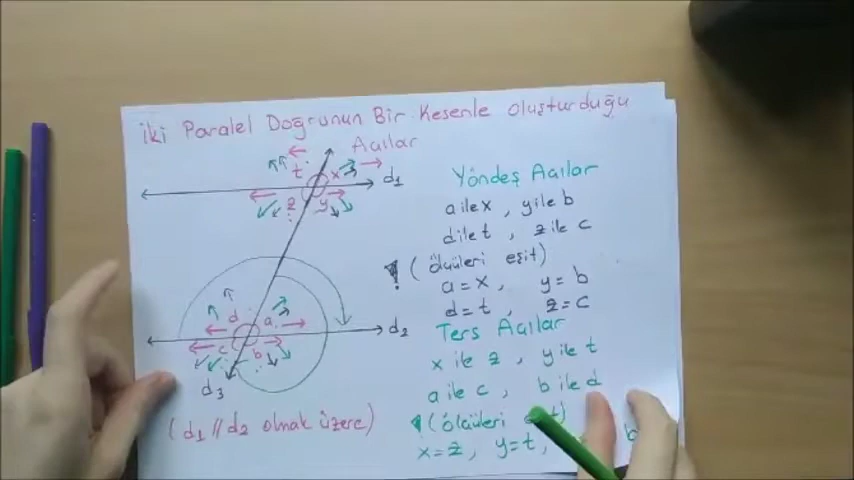 İki Paralel Doğrunun Bir Kesenle Oluşturduğu
Açılar
t x
z y
d1
d a
c b
d2
d3
(d1 // d2 olmak üzere)
Yöndeş Açılar
a ile x , y ile b
d ile t , z ile c
! (ölçüleri eşit)
a = x , y = b
d = t , z = c
Ters Açılar
x ile z , y ile t
a ile c , b ile d
! (ölçüleri
x = z , y = t ,